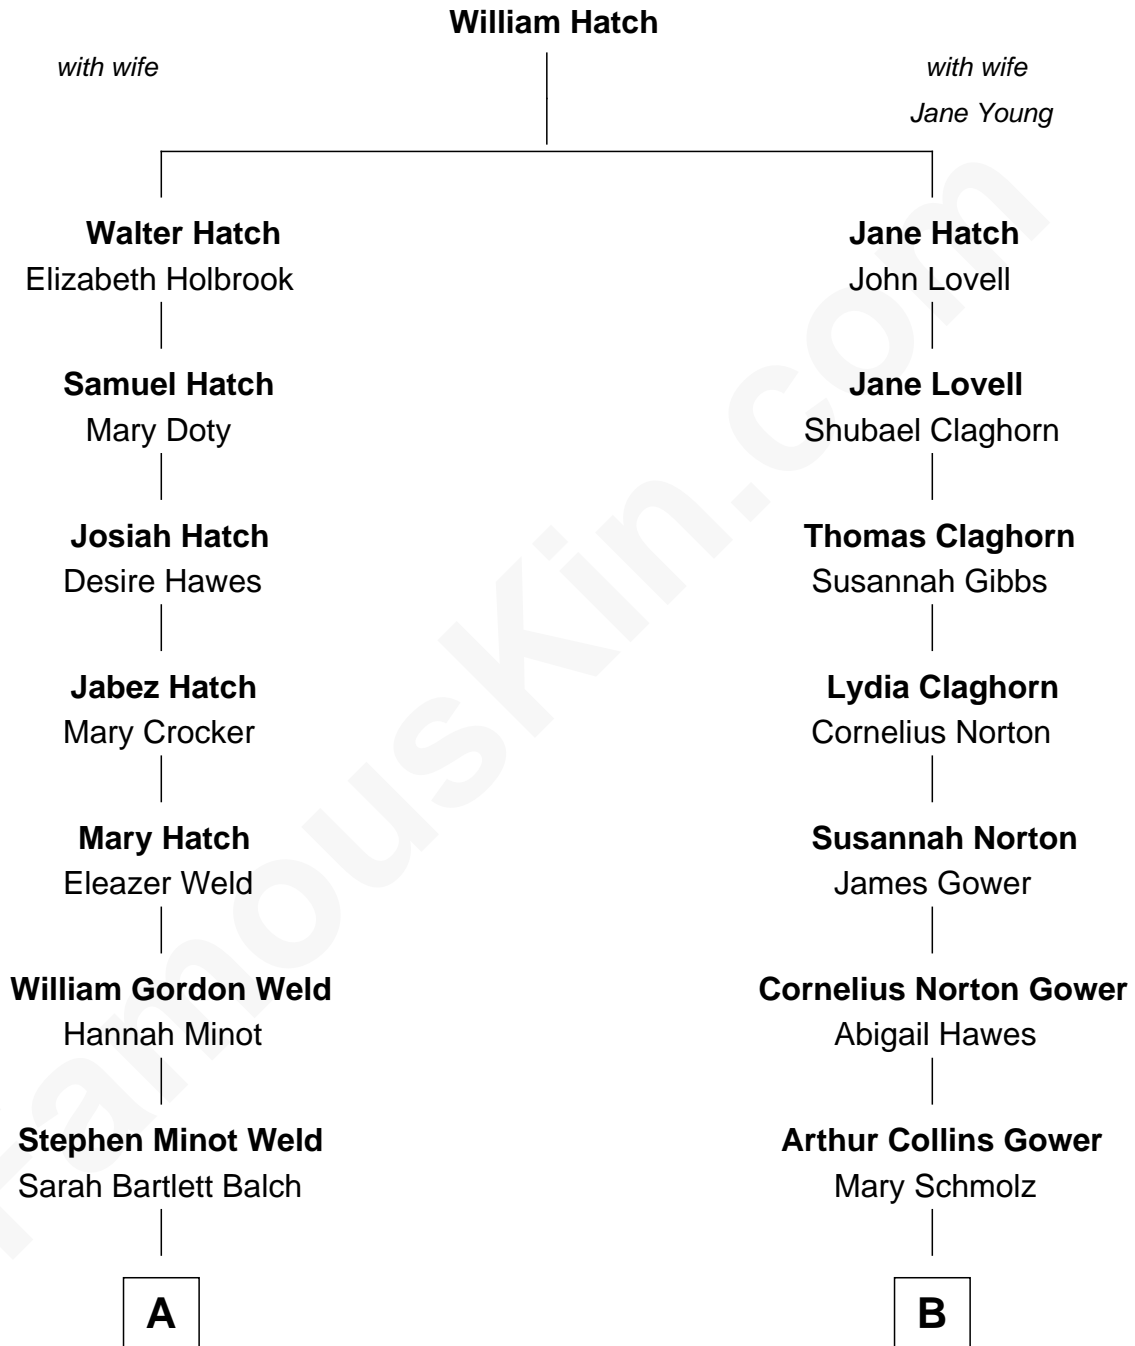 William Hatch
with wife
with wife
Jane Young
Walter Hatch
Elizabeth Holbrook
Jane Hatch
John Lovell
Samuel Hatch
Mary Doty
Jane Lovell
Shubael Claghorn
Josiah Hatch
Desire Hawes
Thomas Claghorn
Susannah Gibbs
Jabez Hatch
Mary Crocker
Lydia Claghorn
Cornelius Norton
Mary Hatch
Eleazer Weld
Susannah Norton
James Gower
William Gordon Weld
Hannah Minot
Cornelius Norton Gower
Abigail Hawes
Stephen Minot Weld
Sarah Bartlett Balch
Arthur Collins Gower
Mary Schmolz
A
B
FamousKin.com